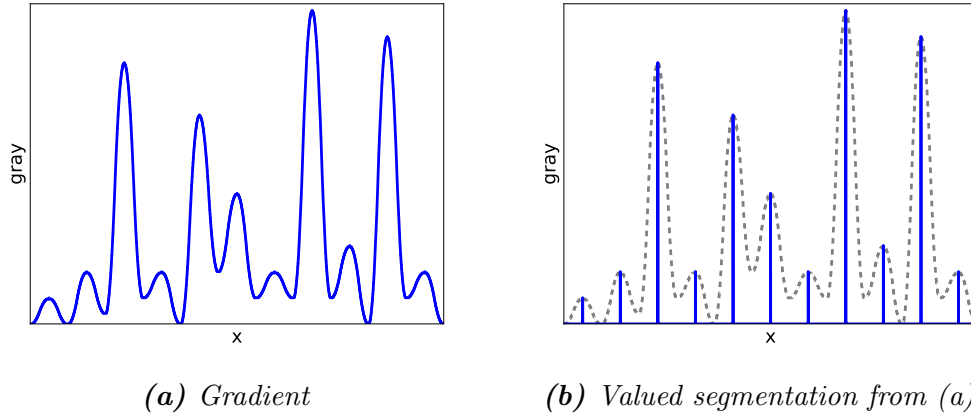 gray
x
(a) Gradient
gray
x
(b) Valued segmentation from (a)